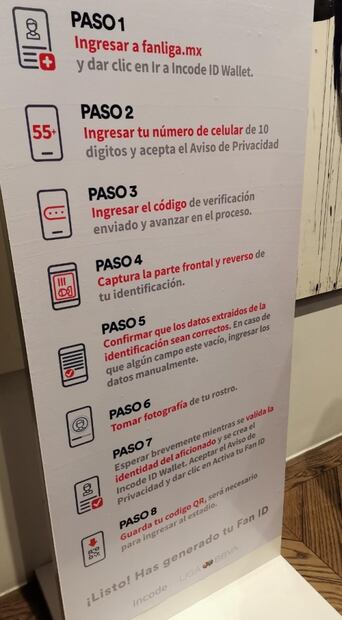 PASO 1
Ingresar a fanliga.mx
y dar clic en Ir a Incode ID Wallet.
55+
PASO 2
Ingresar tu número de celular de 10
digitos y acepta el Aviso de Privacidad
PASO 3
Ingresar el código de verificación
enviado y avanzar en el proceso.
PASO 4
Captura la parte frontal y reverso de
tu identificación.
PASO 5
Confirmar que los datos extraidos de la
identificación sean correctos. En caso de
que algún campo este vacío, ingresar los
datos manualmente.
PASO 6
Tomar fotografía de tu rostro.
PASO 7
Esperar brevemente mientras se valida la
identidad del aficionado y se crea el
Incode ID Wallet. Aceptar el Aviso de
Privacidad y dar clic en Activa tu Fan ID
PASO 8
Guarda tu codigo QR, será necesario
para ingresar al estadio.
¡Listo! Has generado tu Fan ID
Incode LIGA BBVA